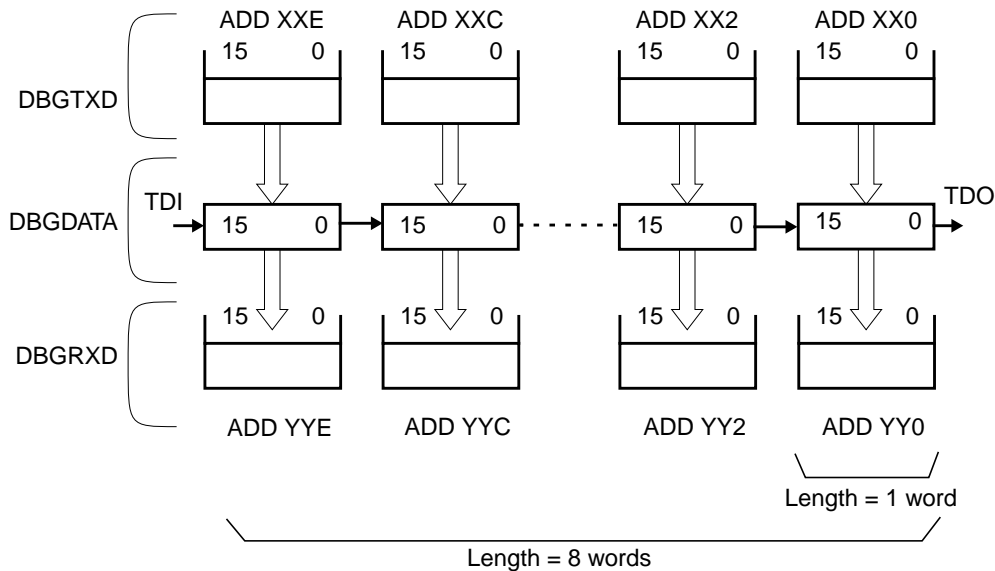 ADD XXE ADD XXC ADD XX2 ADD XX0
15 0 15 0 15 0 15 0
DBGTXD
TDI TDO
DBGDATA
15 0 15 0 15 0 15 0
15 0 15 0 15 0 15 0
DBGRXD
ADD YYE ADD YYC ADD YY2 ADD YY0
Length = 1 word
Length = 8 words